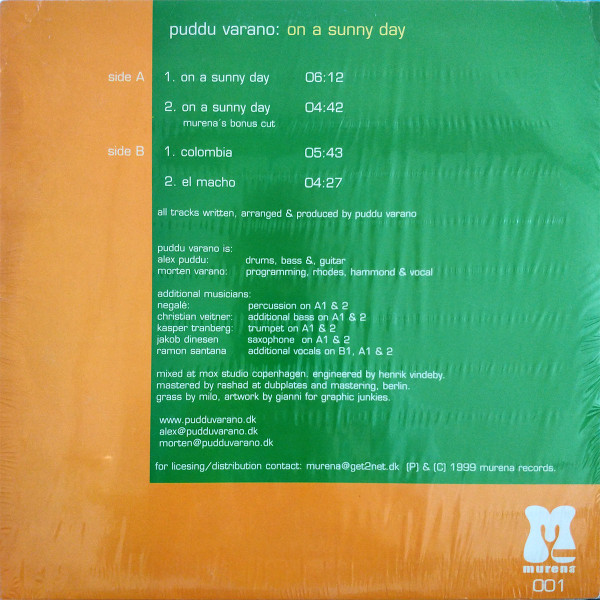 puddu varano: on a sunny day
side A 1. on a sunny day 06:12
2. on a sunny day 04:42
murena´s bonus cut
side B 1. colombia 05:43
2. el macho 04:27
all tracks written, arranged & produced by puddu varano
puddu varano is:
alex puddu: drums, bass &, guitar
morten varano: programming, rhodes, hammond & vocal
additional musicians:
negalé: percussion on A1 & 2
christian veitner: additional bass on A1 & 2
kasper tranberg: trumpet on A1 & 2
jakob dinesen saxophone on A1 & 2
ramon santana additional vocals on B1, A1 & 2
mixed at mox studio copenhagen, engineered by henrik vindeby.
mastered by rashad at dubplates and mastering, berlin.
grass by milo, artwork by gianni for graphic junkies.
www.pudduvarano.dk
alex@pudduvarano.dk
morten@pudduvarano.dk
for licesing/distribution contact: murena@get2net.dk (P) & (C) 1999 murena records.
murena
001